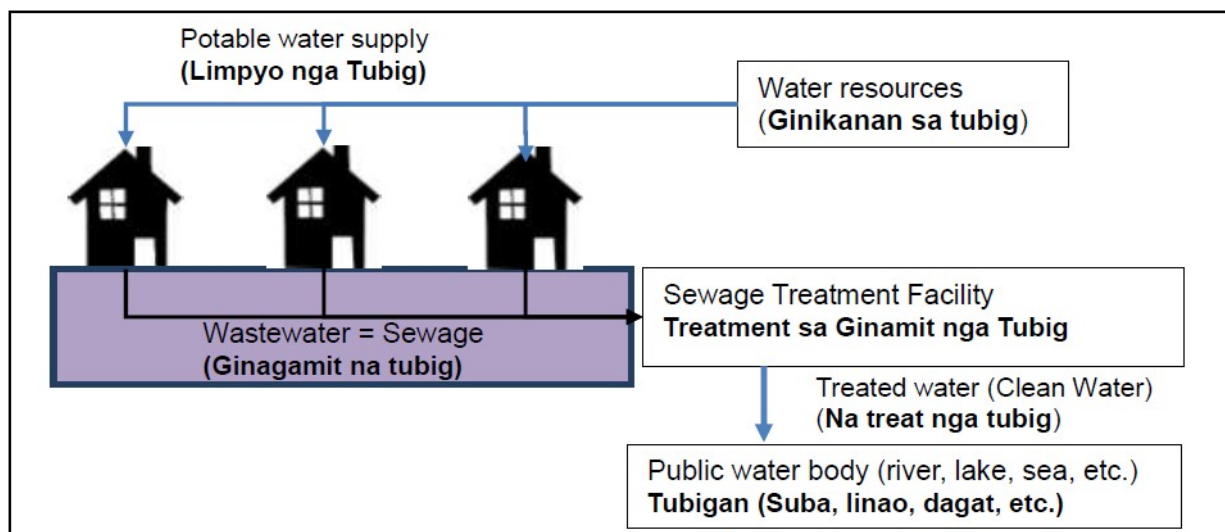 Potable water supply
(Limpyo nga Tubig)
Water resources
(Ginikanan sa tubig)
Wastewater = Sewage
(Ginagamit na tubig)
Sewage Treatment Facility
Treatment sa Ginamit nga Tubig
Treated water (Clean Water)
(Na treat nga tubig)
Public water body (river, lake, sea, etc.)
Tubigan (Suba, linao, dagat, etc.)